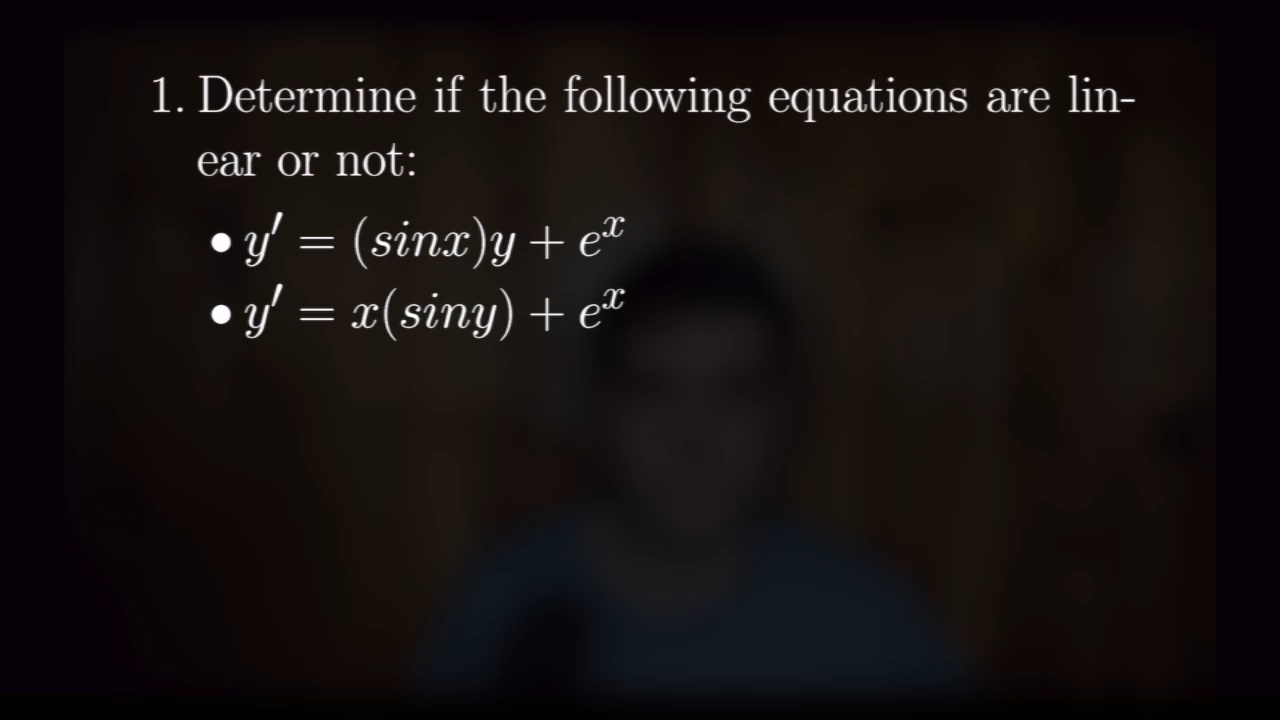 1. Determine if the following equations are lin-
ear or not:
• y′ = (sinx)y + e^x
• y′ = x(siny) + e^x